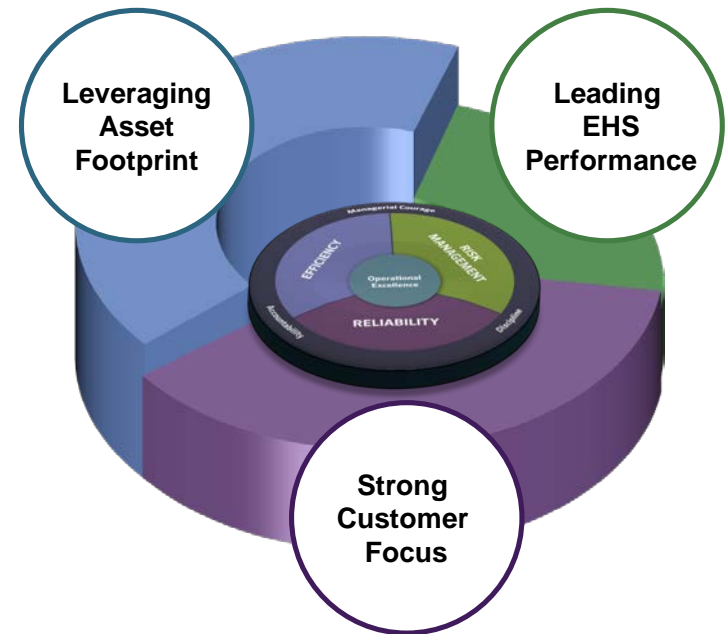 Leveraging
Asset
Footprint
Leading
EHS
Performance
Managerial Courage
EFFICIENCY
RISK
MANAGEMENT
Operational
Excellence
RELIABILITY
Accountability
Discipline
Strong
Customer
Focus